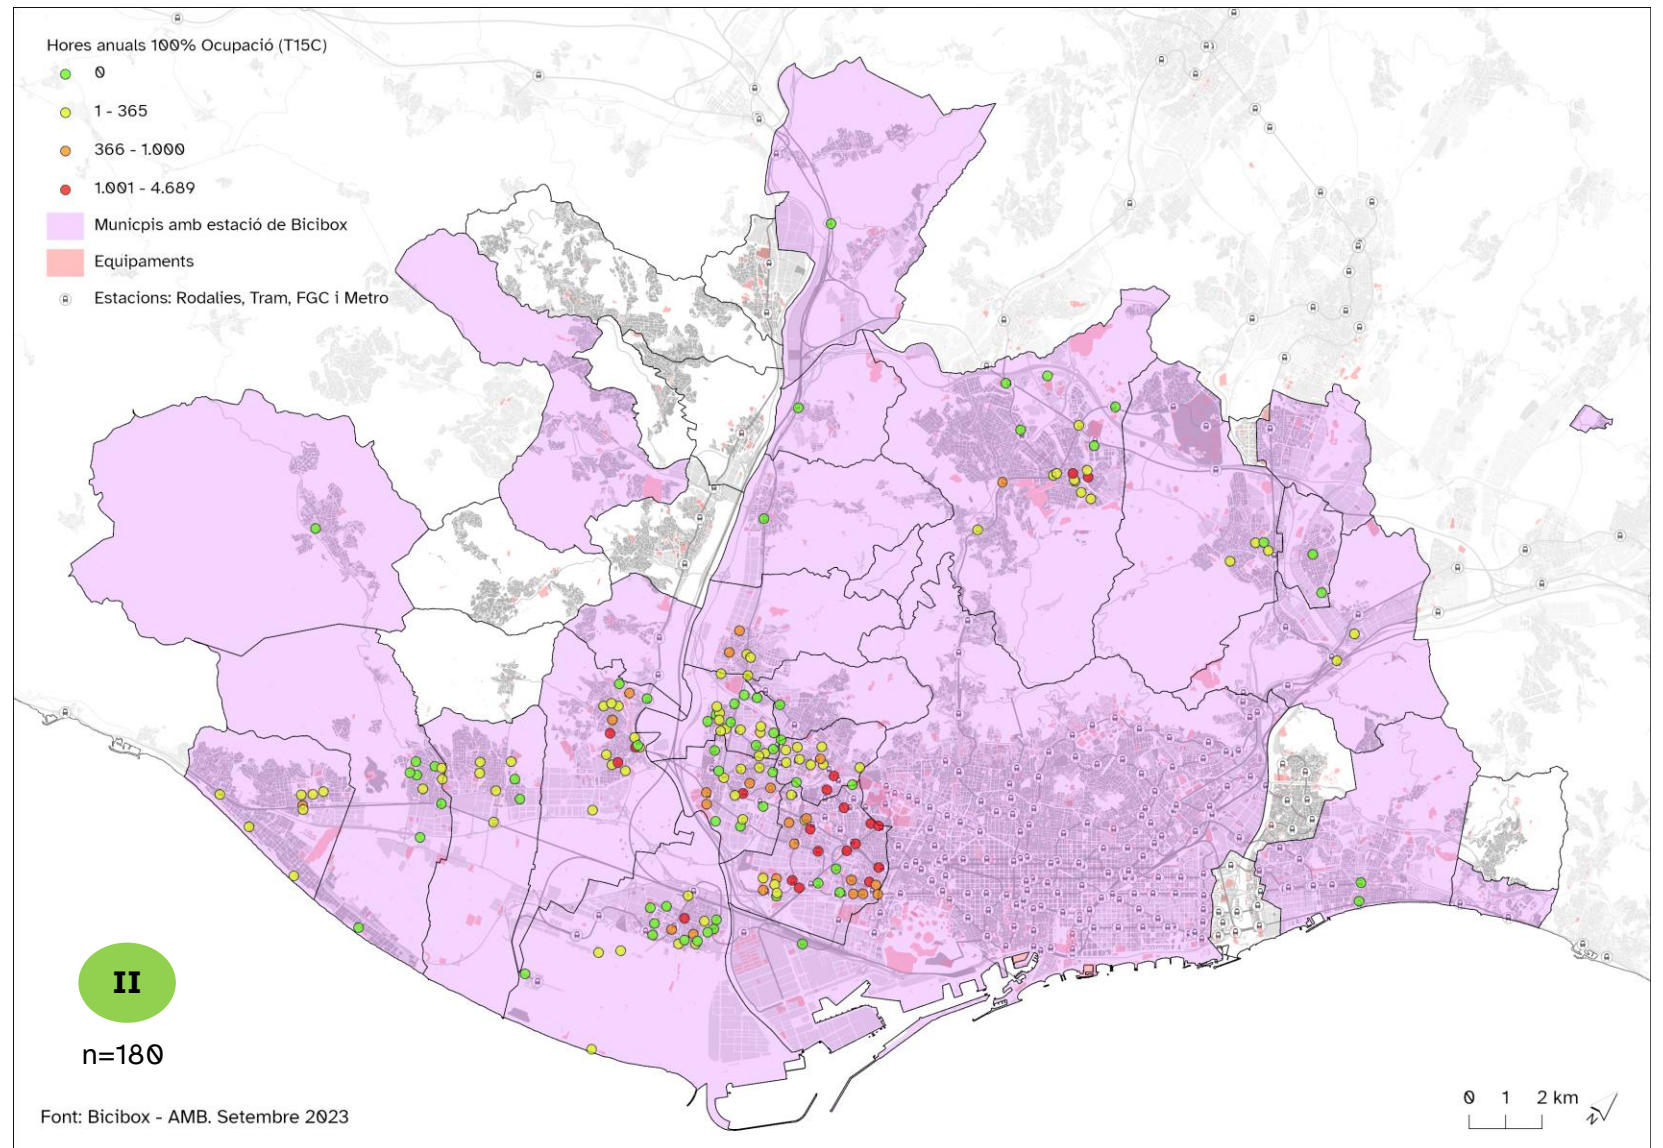 Hores anuals 100% Ocupació (T15C)
0
1 - 365
366 - 1.000
1.001 - 4.689
Municpis amb estació de Bicibox
Equipaments
Estacions: Rodalies, Tram, FGC i Metro
II
n=180
Font: Bicibox - AMB. Setembre 2023
0 1 2 km
N